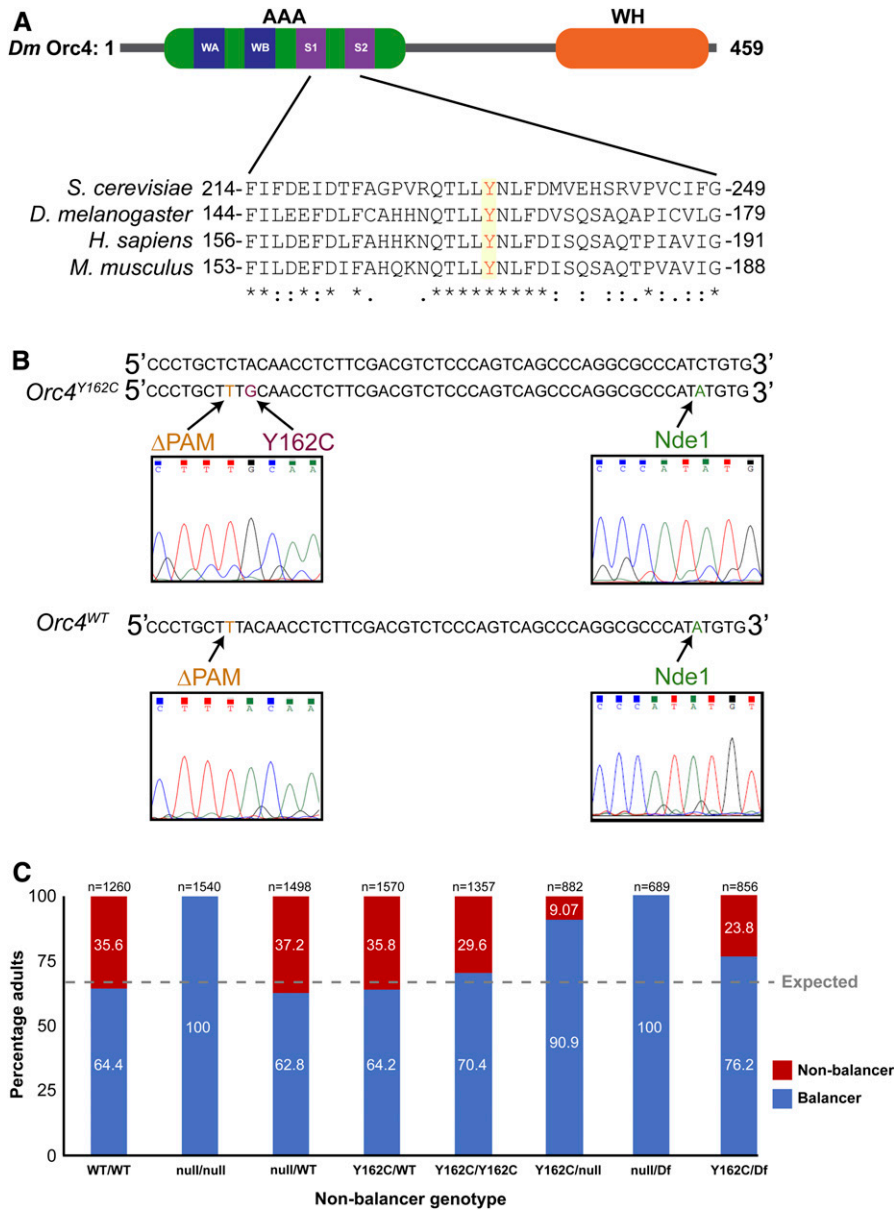 A
AAA
WH
Dm Orc4: 1
WA
WB
S1
S2
459
S. cerevisiae 214-FIFDEIDTFAGPVRQTLLYNLFDMVEHSRVPVCIFG-249
D. melanogaster 144-FILEEFDLFCAHHNQTLLYNLFDVSQSAQAPICVLG-179
H. sapiens 156-FILDEFDLFAHHKNQTLLYNLFDISQSAQTPIAVIG-191
M. musculus 153-FILDEFDIFAHQKNQTLLYNLFDISQSAQTPVAVIG-188
**::*:* *. .********* : ::: :.*:.::*
B
5'CCCTGCTCTACAACCTCTTCGACGTCTCCCAGTCAGCCCAGGCGCCCATCTGTG3'
Orc4Y162C 5'CCCTGCTTTGCAACCTCTTCGACGTCTCCCAGTCAGCCCAGGCGCCCATATGTG3'
ΔPAM
Y162C
Nde1
C T T T G C A A
C C C A T A T G
Orc4WT 5'CCCTGCTTTACAACCTCTTCGACGTCTCCCAGTCAGCCCAGGCGCCCATATGTG3'
ΔPAM
Nde1
C T T T A C A A
C C C A T A T G T
C
Percentage adults
100
75
50
25
0
n=1260
n=1540
n=1498
n=1570
n=1357
n=882
n=689
n=856
35.6
37.2
35.8
29.6
9.07
23.8
Expected
64.4
100
62.8
64.2
70.4
90.9
100
76.2
Non-balancer
Balancer
WT/WT
null/null
null/WT
Y162C/WT
Y162C/Y162C
Y162C/null
null/Df
Y162C/Df
Non-balancer genotype